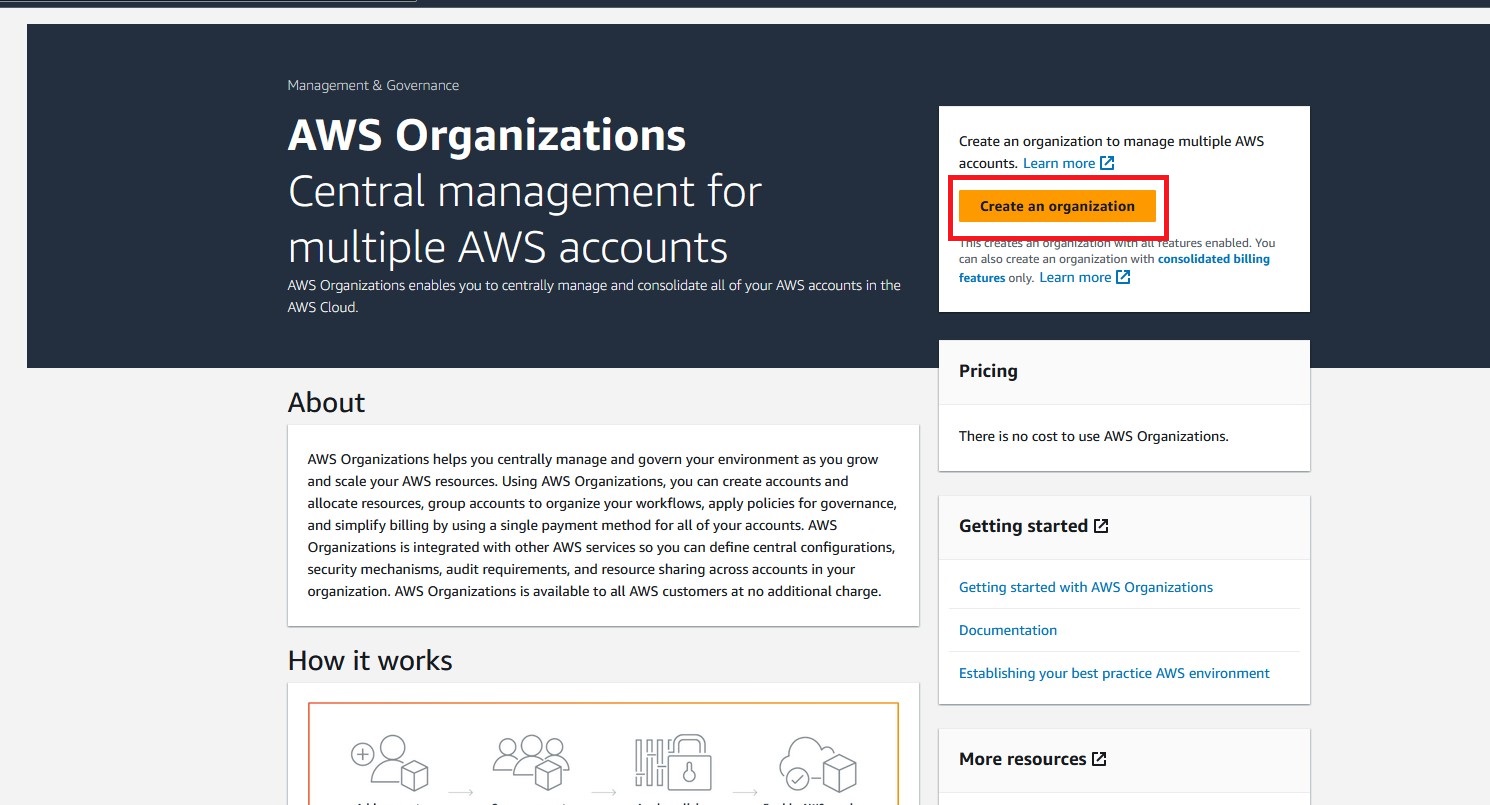 Management & Governance
AWS Organizations
Central management for
multiple AWS accounts
AWS Organizations enables you to centrally manage and consolidate all of your AWS accounts in the
AWS Cloud.
Create an organization to manage multiple AWS
accounts. Learn more
Create an organization
This creates an organization with all features enabled. You
can also create an organization with consolidated billing
features only. Learn more
Pricing
There is no cost to use AWS Organizations.
Getting started
Getting started with AWS Organizations
Documentation
Establishing your best practice AWS environment
More resources
About
AWS Organizations helps you centrally manage and govern your environment as you grow
and scale your AWS resources. Using AWS Organizations, you can create accounts and
allocate resources, group accounts to organize your workflows, apply policies for governance,
and simplify billing by using a single payment method for all of your accounts. AWS
Organizations is integrated with other AWS services so you can define central configurations,
security mechanisms, audit requirements, and resource sharing across accounts in your
organization. AWS Organizations is available to all AWS customers at no additional charge.
How it works